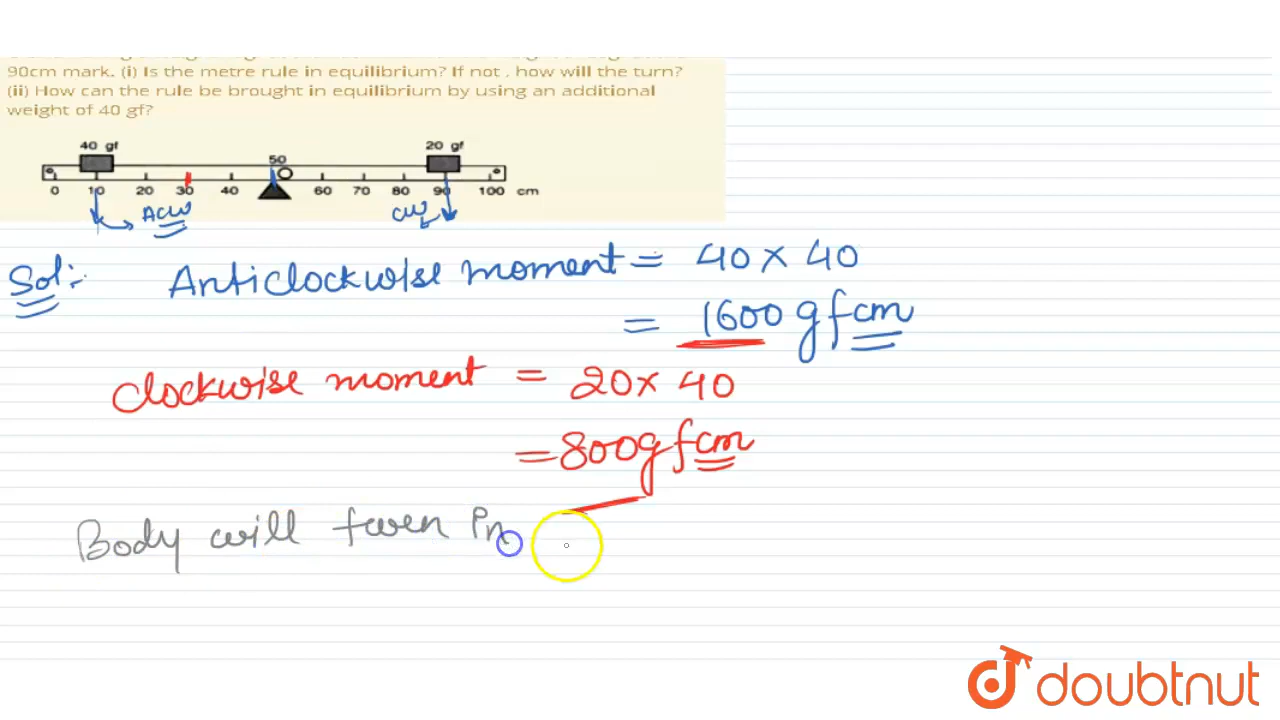 90cm mark. (i) Is the metre rule in equilibrium? If not , how will the turn?
(ii) How can the rule be brought in equilibrium by using an additional
weight of 40 gf?
40 gf 20 gf
50
0 10 20 30 40 60 70 80 90 100 cm
ACW CW
Sol:- Anticlockwise moment = 40 × 40
= 1600 gf cm
Clockwise moment = 20 × 40
= 800 gf cm
Body will turn in
doubtnut